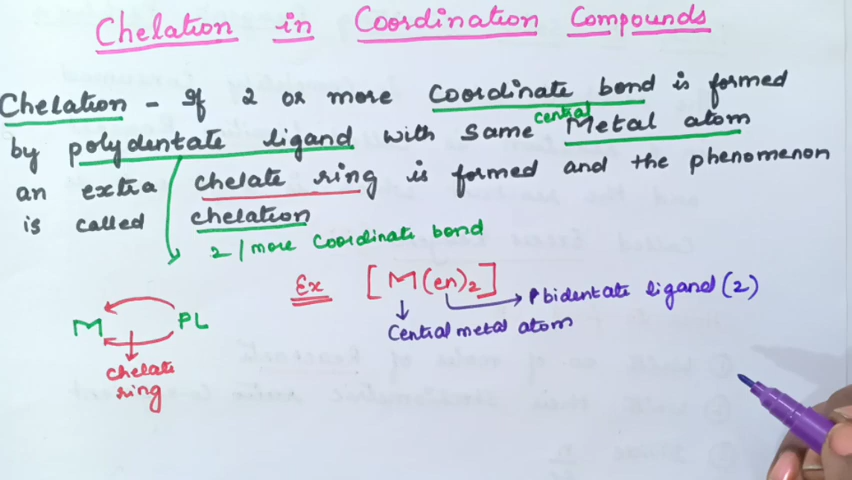 Chelation in Coordination Compounds
Chelation - If 2 or more coordinate bond is formed
by polydentate ligand with same central Metal atom
an extra chelate ring is formed and the phenomenon
is called chelation
2/more coordinate bond
Ex [M(en)2]
bidentate ligand (2)
Central metal atom
M PL
chelate
ring